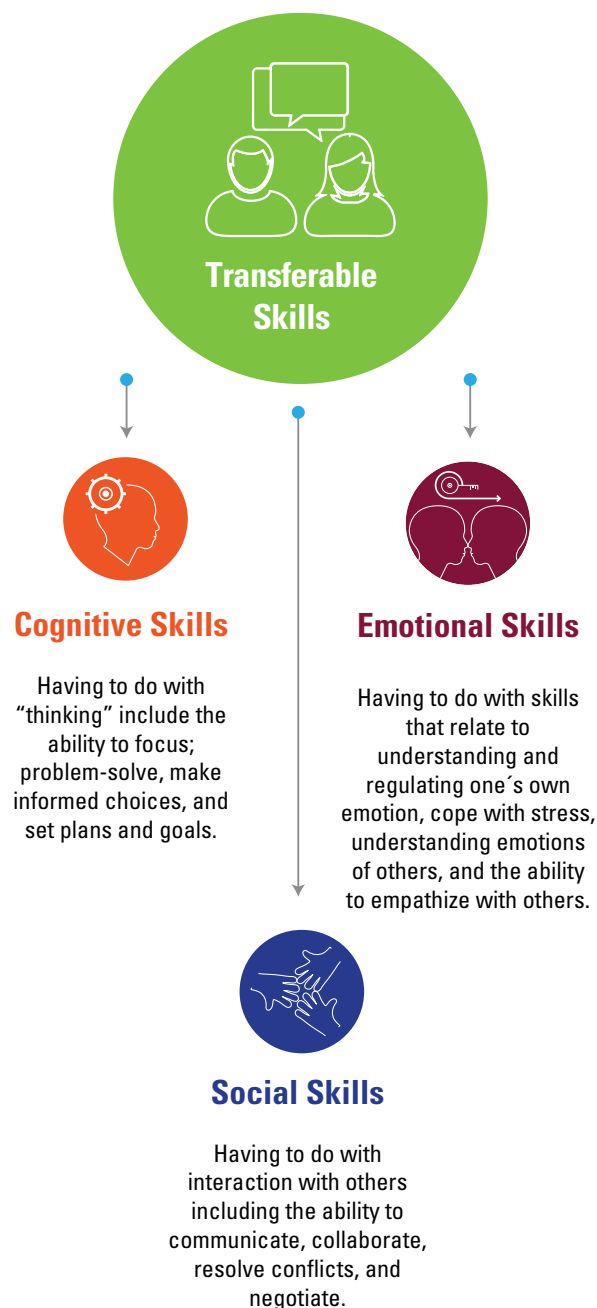 Transferable
Skills
Cognitive Skills
Having to do with
“thinking” include the
ability to focus;
problem-solve, make
informed choices, and
set plans and goals.
Emotional Skills
Having to do with skills
that relate to
understanding and
regulating one´s own
emotion, cope with stress,
understanding emotions
of others, and the ability
to empathize with others.
Social Skills
Having to do with
interaction with others
including the ability to
communicate, collaborate,
resolve conflicts, and
negotiate.